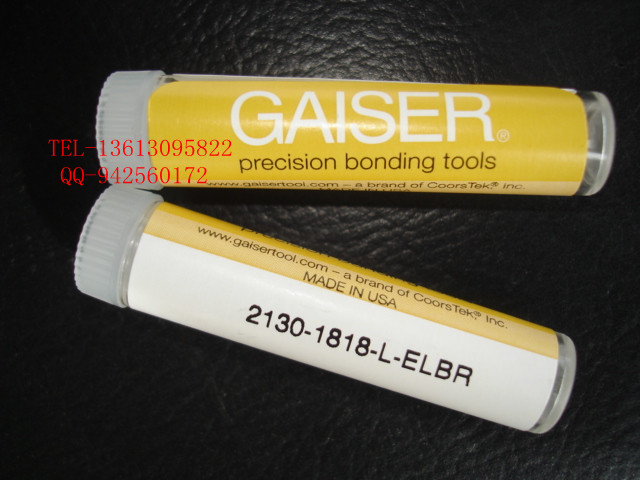 GAISER®
precision bonding tools
www.gaisertool.com – a brand of CoorsTek,® Inc.
TEL-13613095822
QQ-942560172
www.gaisertool.com – a brand of CoorsTek,® Inc.
MADE IN USA
2130-1818-L-ELBR